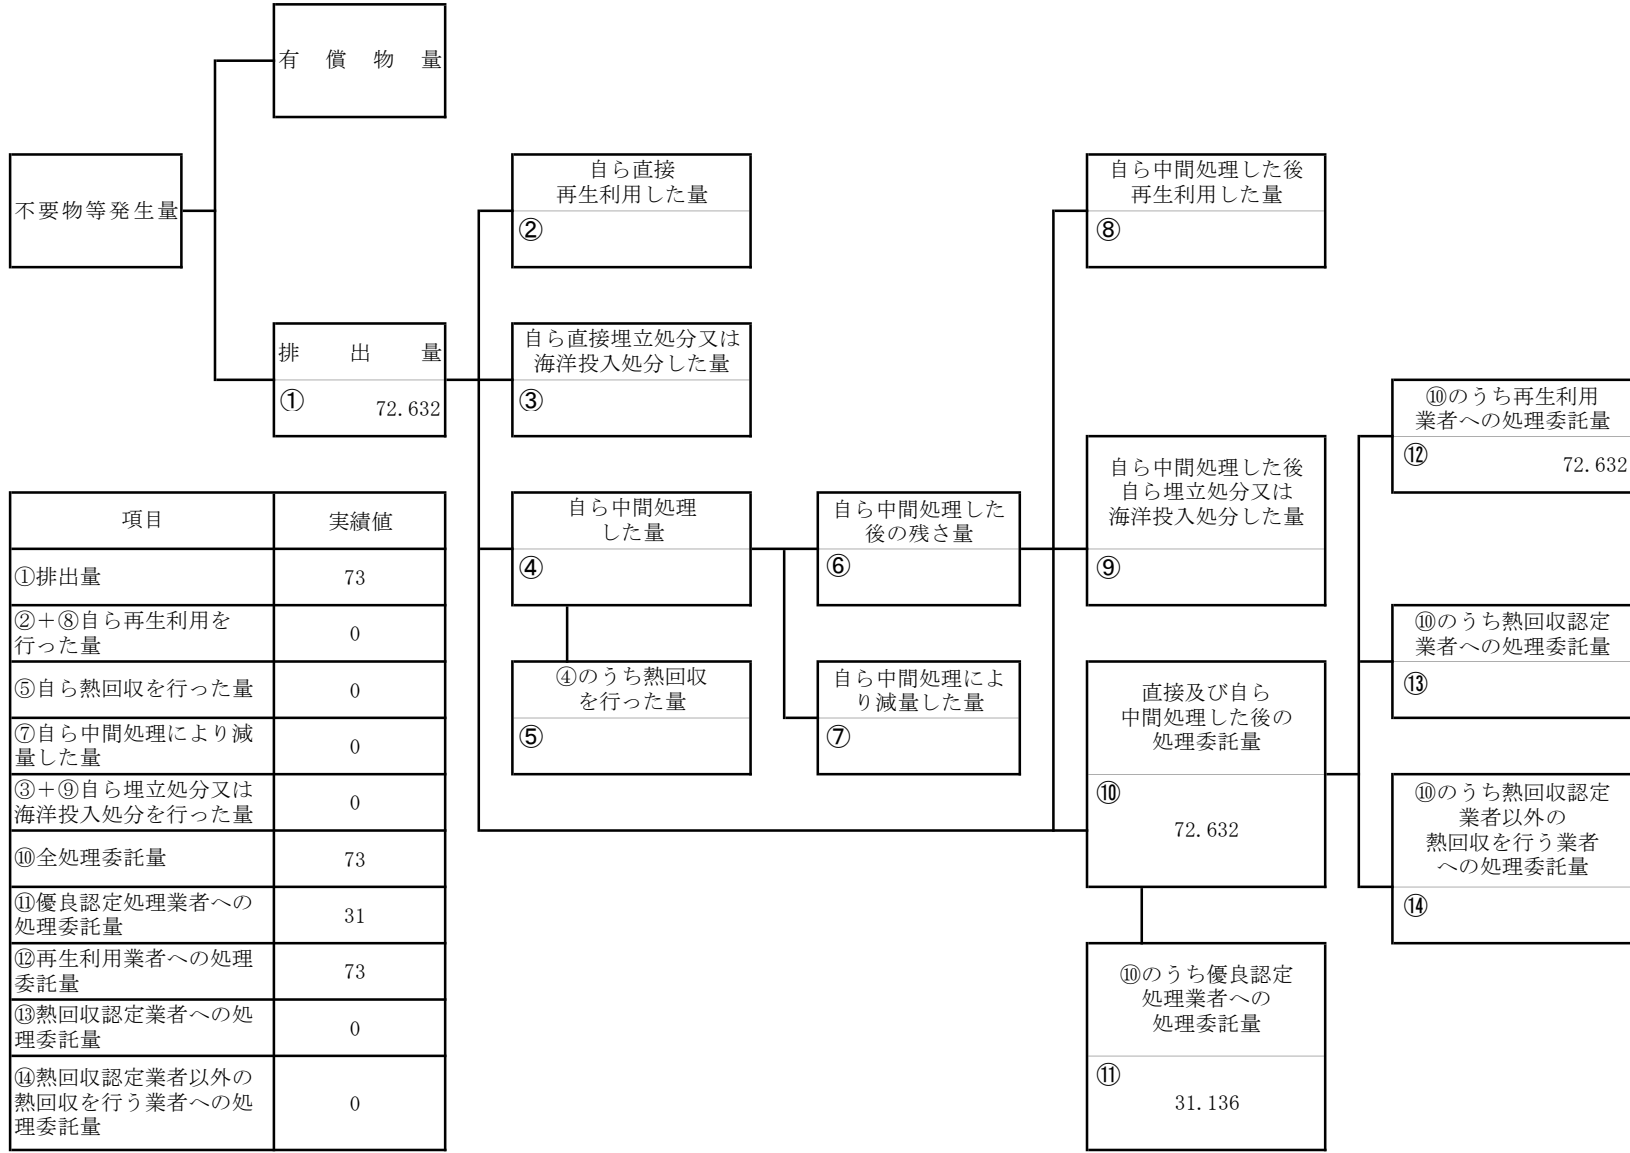 有償物量
不要物等発生量
排出量
① 72.632
自ら直接
再生利用した量
②
自ら直接埋立処分又は
海洋投入処分した量
③
自ら中間処理
した量
④
④のうち熱回収
を行った量
⑤
自ら中間処理した
後の残さ量
⑥
自ら中間処理によ
り減量した量
⑦
自ら中間処理した後
再生利用した量
⑧
自ら中間処理した後
自ら埋立処分又は
海洋投入処分した量
⑨
直接及び自ら
中間処理した後の
処理委託量
⑩
72.632
⑩のうち優良認定
処理業者への
処理委託量
⑪
31.136
⑩のうち再生利用
業者への処理委託量
⑫ 72.632
⑩のうち熱回収認定
業者への処理委託量
⑬
⑩のうち熱回収認定
業者以外の
熱回収を行う業者
への処理委託量
⑭
項目 実績値
①排出量 73
②+⑧自ら再生利用を
行った量 0
⑤自ら熱回収を行った量 0
⑦自ら中間処理により減
量した量 0
③+⑨自ら埋立処分又は
海洋投入処分を行った量 0
⑩全処理委託量 73
⑪優良認定処理業者への
処理委託量 31
⑫再生利用業者への処理
委託量 73
⑬熱回収認定業者への処
理委託量 0
⑭熱回収認定業者以外の
熱回収を行う業者への処
理委託量 0